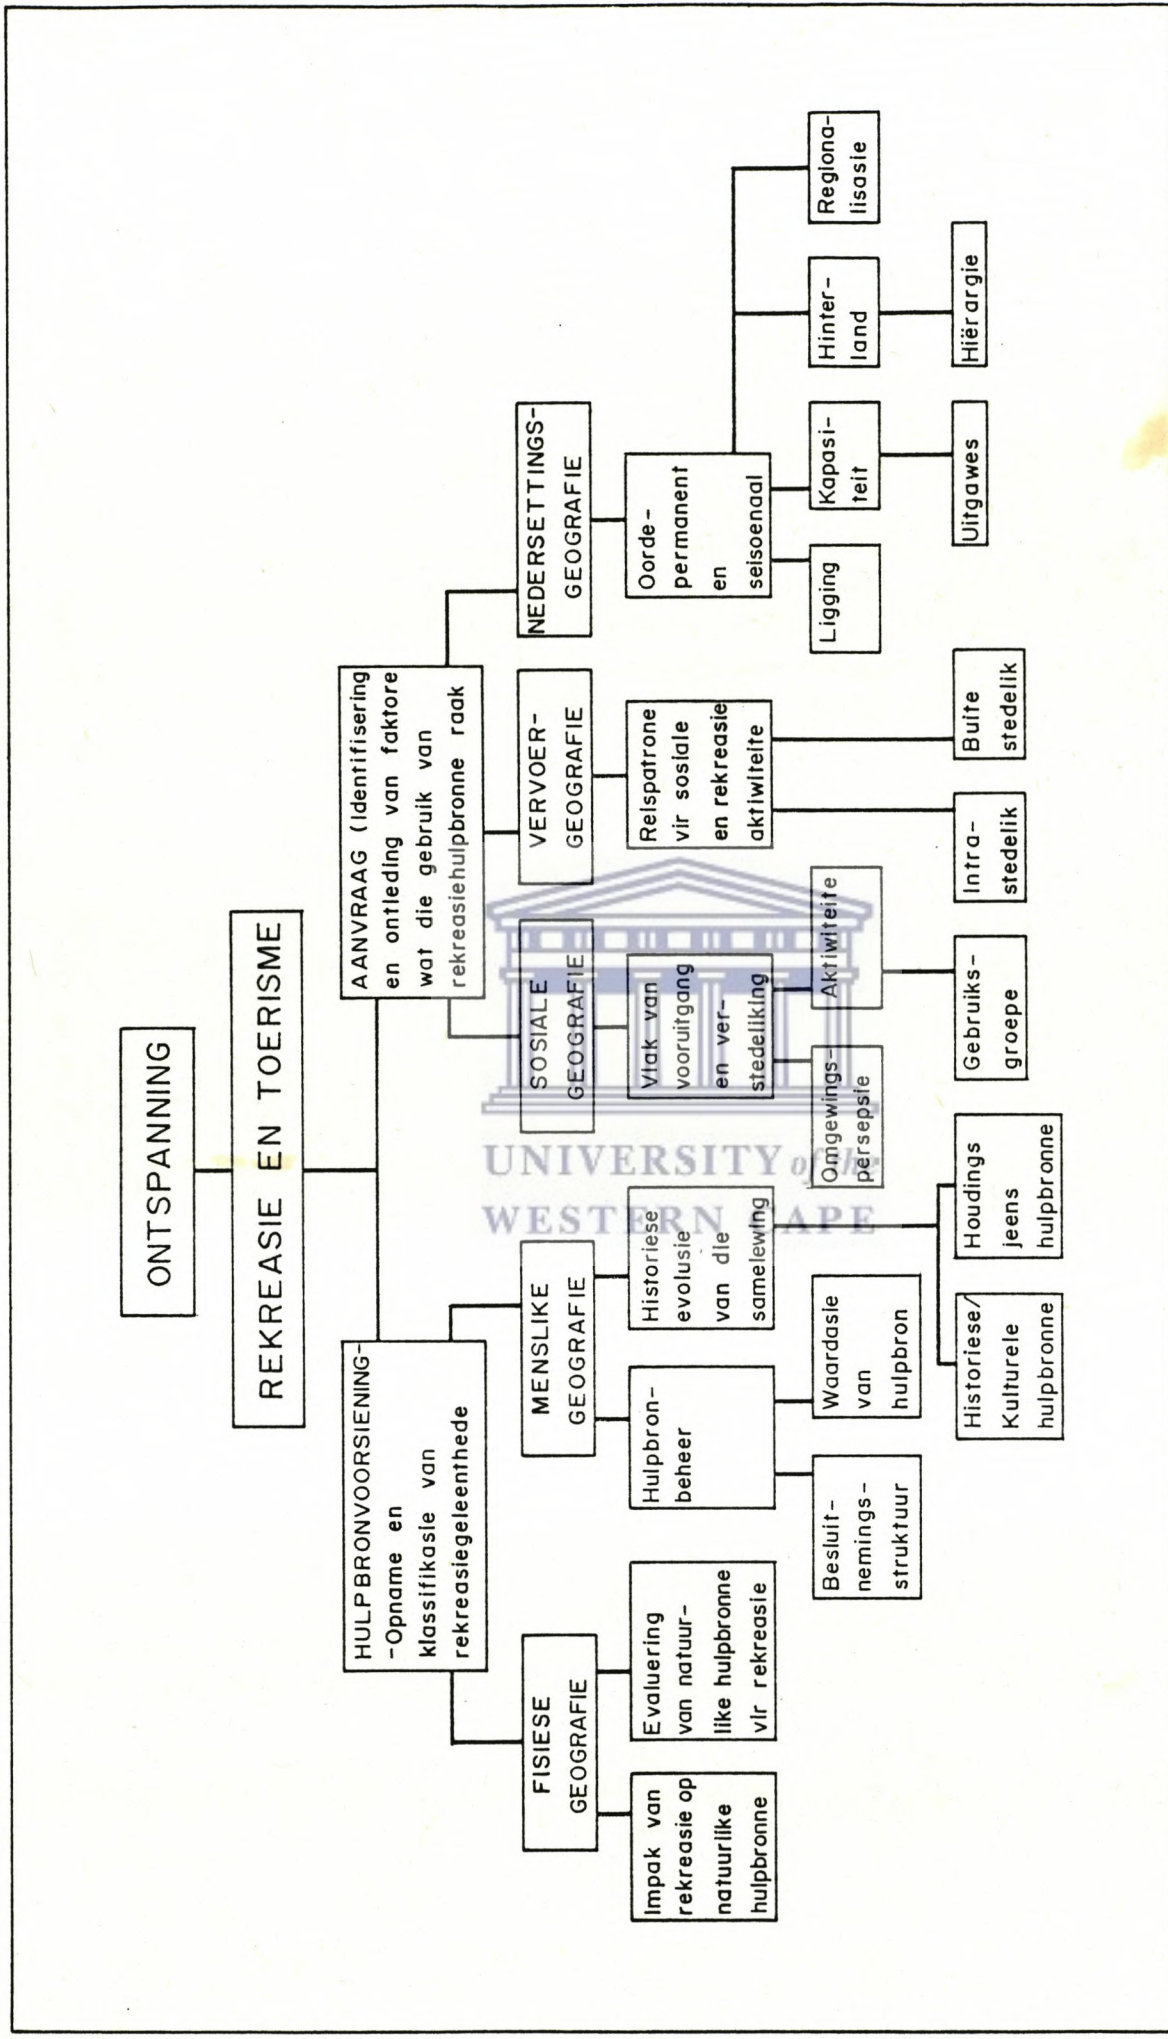 ONTSPANNING
REKREASIE EN TOERISME
HULPBRONVOORSIENING-
-Opname en
klassifikasie van
rekreasiegeleenthede
AANVRAAG (Identifisering
en ontleding van faktore
wat die gebruik van
rekreasiehulpbronne raak
FISIESE
GEOGRAFIE
MENSLIKE
GEOGRAFIE
SOSIALE
GEOGRAFIE
VERVOER-
GEOGRAFIE
NEDERSETTINGS-
GEOGRAFIE
Impak van
rekreasie op
natuurlike
hulpbronne
Evaluering
van natuur-
like hulpbronne
vir rekreasie
Hulpbron-
beheer
Historiese
evolusie
van die
samelewing
Vlak van
vooruitgang
en ver-
stedeliking
Reispatrone
vir sosiale
en rekreasie
aktiwiteite
Oorde-
permanent
en
seisoenaal
Besluit-
nemings-
struktuur
Waardasie
van
hulpbron
Omgewings-
persepsie
Aktiwiteite
Ligging
Kapasi-
teit
Hinter-
land
Regiona-
lisasie
Historiese/
Kulturele
hulpbronne
Houdings
jeens
hulpbronne
Gebruiks-
groepe
Intra-
stedelik
Buite
stedelik
Uitgawes
Hiërargie
UNIVERSITY of the
WESTERN CAPE